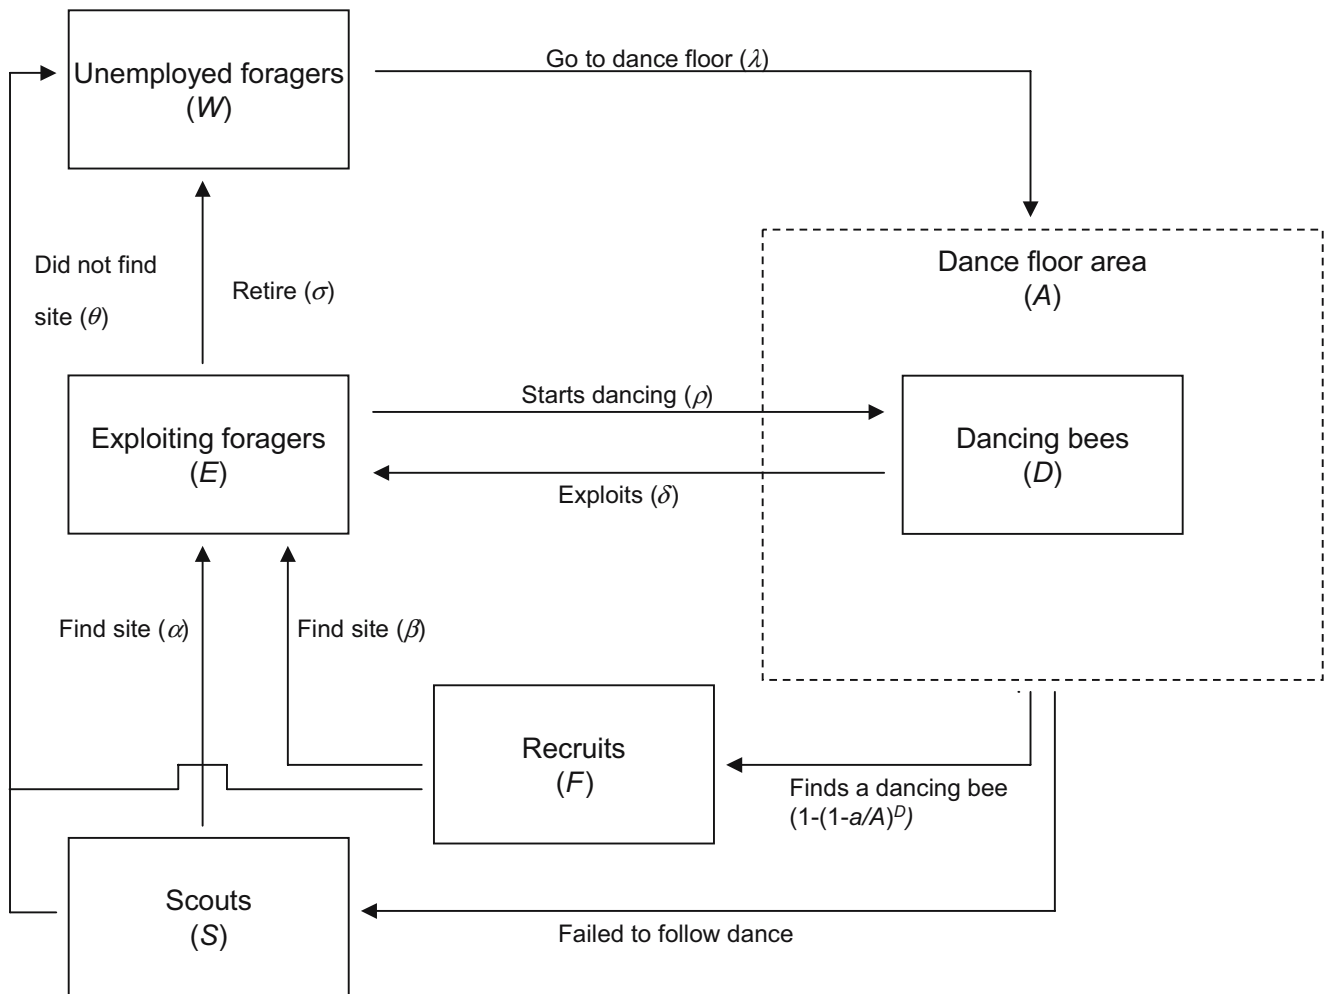 Unemployed foragers
(W)
Go to dance floor (λ)
Dance floor area
(A)
Did not find
site (θ)
Retire (σ)
Exploiting foragers
(E)
Starts dancing (ρ)
Exploits (δ)
Dancing bees
(D)
Find site (α)
Find site (β)
Recruits
(F)
Finds a dancing bee
(1-(1-a/A)ᴰ)
Scouts
(S)
Failed to follow dance